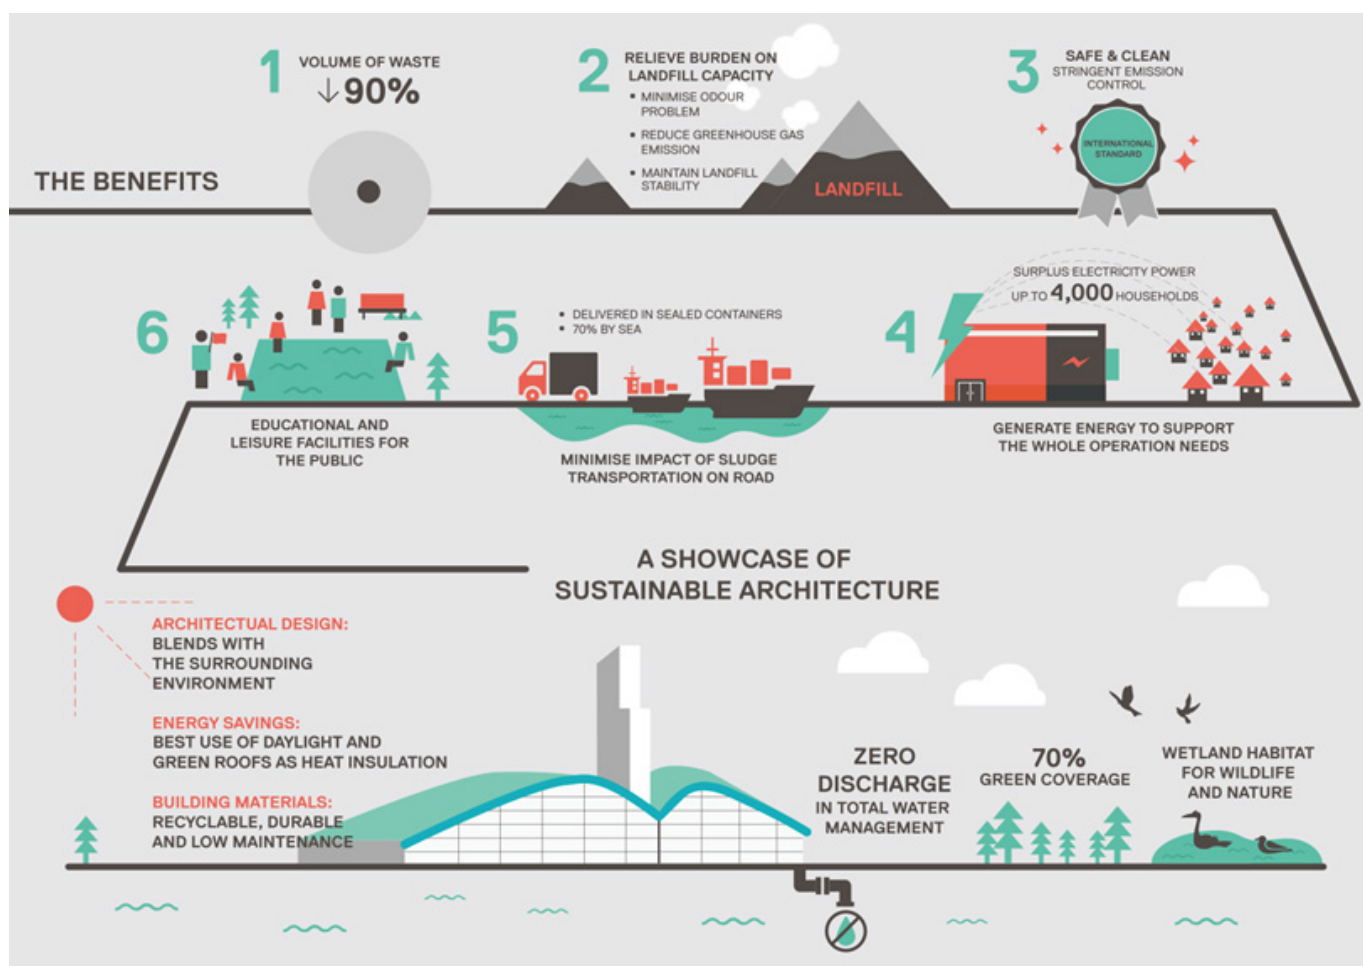 THE BENEFITS
1
VOLUME OF WASTE
↓90%
2
RELIEVE BURDEN ON
LANDFILL CAPACITY
• MINIMISE ODOUR
PROBLEM
• REDUCE GREENHOUSE GAS
EMISSION
• MAINTAIN LANDFILL
STABILITY
LANDFILL
3
SAFE & CLEAN
STRINGENT EMISSION
CONTROL
INTERNATIONAL
STANDARD
4
SURPLUS ELECTRICITY POWER
UP TO 4,000 HOUSEHOLDS
GENERATE ENERGY TO SUPPORT
THE WHOLE OPERATION NEEDS
5
• DELIVERED IN SEALED CONTAINERS
• 70% BY SEA
MINIMISE IMPACT OF SLUDGE
TRANSPORTATION ON ROAD
6
EDUCATIONAL AND
LEISURE FACILITIES FOR
THE PUBLIC
A SHOWCASE OF
SUSTAINABLE ARCHITECTURE
ARCHITECTUAL DESIGN:
BLENDS WITH
THE SURROUNDING
ENVIRONMENT
ENERGY SAVINGS:
BEST USE OF DAYLIGHT AND
GREEN ROOFS AS HEAT INSULATION
BUILDING MATERIALS:
RECYCLABLE, DURABLE
AND LOW MAINTENANCE
ZERO
DISCHARGE
IN TOTAL WATER
MANAGEMENT
70%
GREEN COVERAGE
WETLAND HABITAT
FOR WILDLIFE
AND NATURE